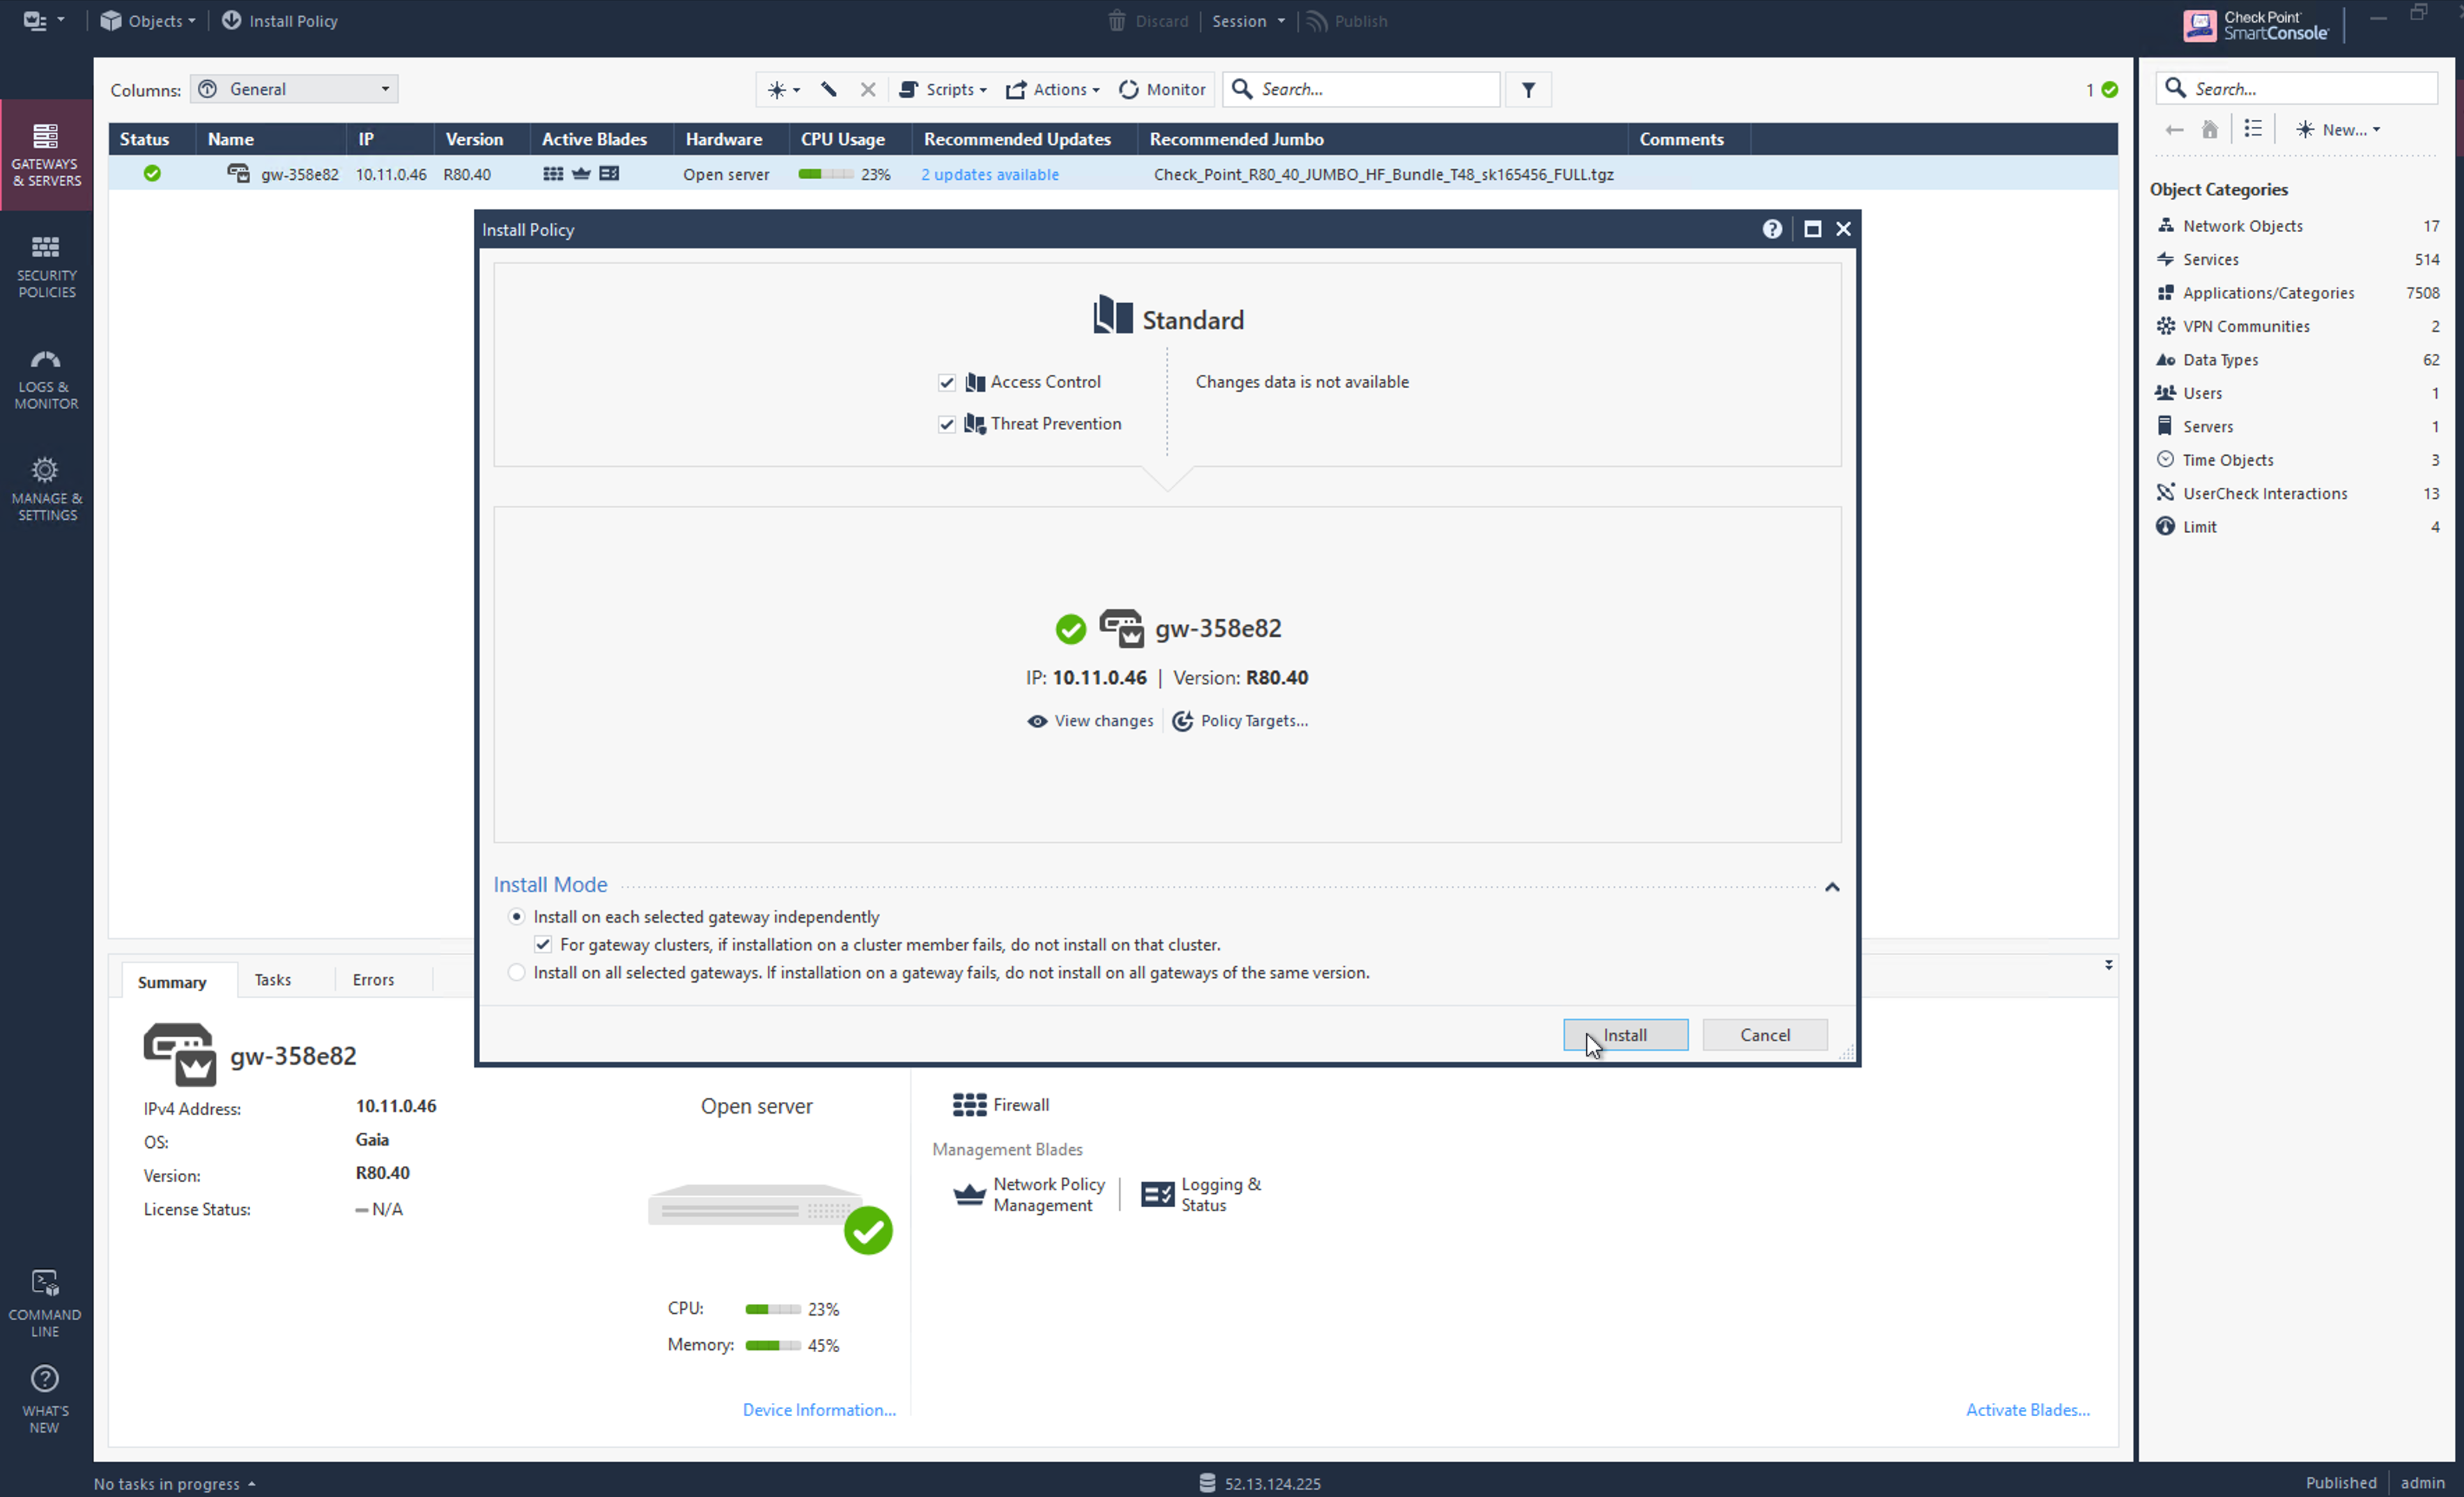 Objects
Install Policy
Discard
Session
Publish
Check Point
SmartConsole
GATEWAYS
& SERVERS
SECURITY
POLICIES
LOGS &
MONITOR
MANAGE &
SETTINGS
COMMAND
LINE
WHAT'S
NEW
Columns:
General
Scripts
Actions
Monitor
Search...
1
Status Name IP Version Active Blades Hardware CPU Usage Recommended Updates Recommended Jumbo Comments
gw-358e82 10.11.0.46 R80.40 Open server 23% 2 updates available Check_Point_R80_40_JUMBO_HF_Bundle_T48_sk165456_FULL.tgz
Install Policy
Standard
Access Control
Changes data is not available
Threat Prevention
gw-358e82
IP: 10.11.0.46 | Version: R80.40
View changes
Policy Targets...
Install Mode
Install on each selected gateway independently
For gateway clusters, if installation on a cluster member fails, do not install on that cluster.
Install on all selected gateways. If installation on a gateway fails, do not install on all gateways of the same version.
Install
Cancel
Summary
Tasks
Errors
gw-358e82
IPv4 Address: 10.11.0.46
OS: Gaia
Version: R80.40
License Status: N/A
Open server
CPU: 23%
Memory: 45%
Device Information...
Firewall
Management Blades
Network Policy
Management
Logging &
Status
Activate Blades...
Search...
New...
Object Categories
Network Objects 17
Services 514
Applications/Categories 7508
VPN Communities 2
Data Types 62
Users 1
Servers 1
Time Objects 3
UserCheck Interactions 13
Limit 4
No tasks in progress
52.13.124.225
Published
admin